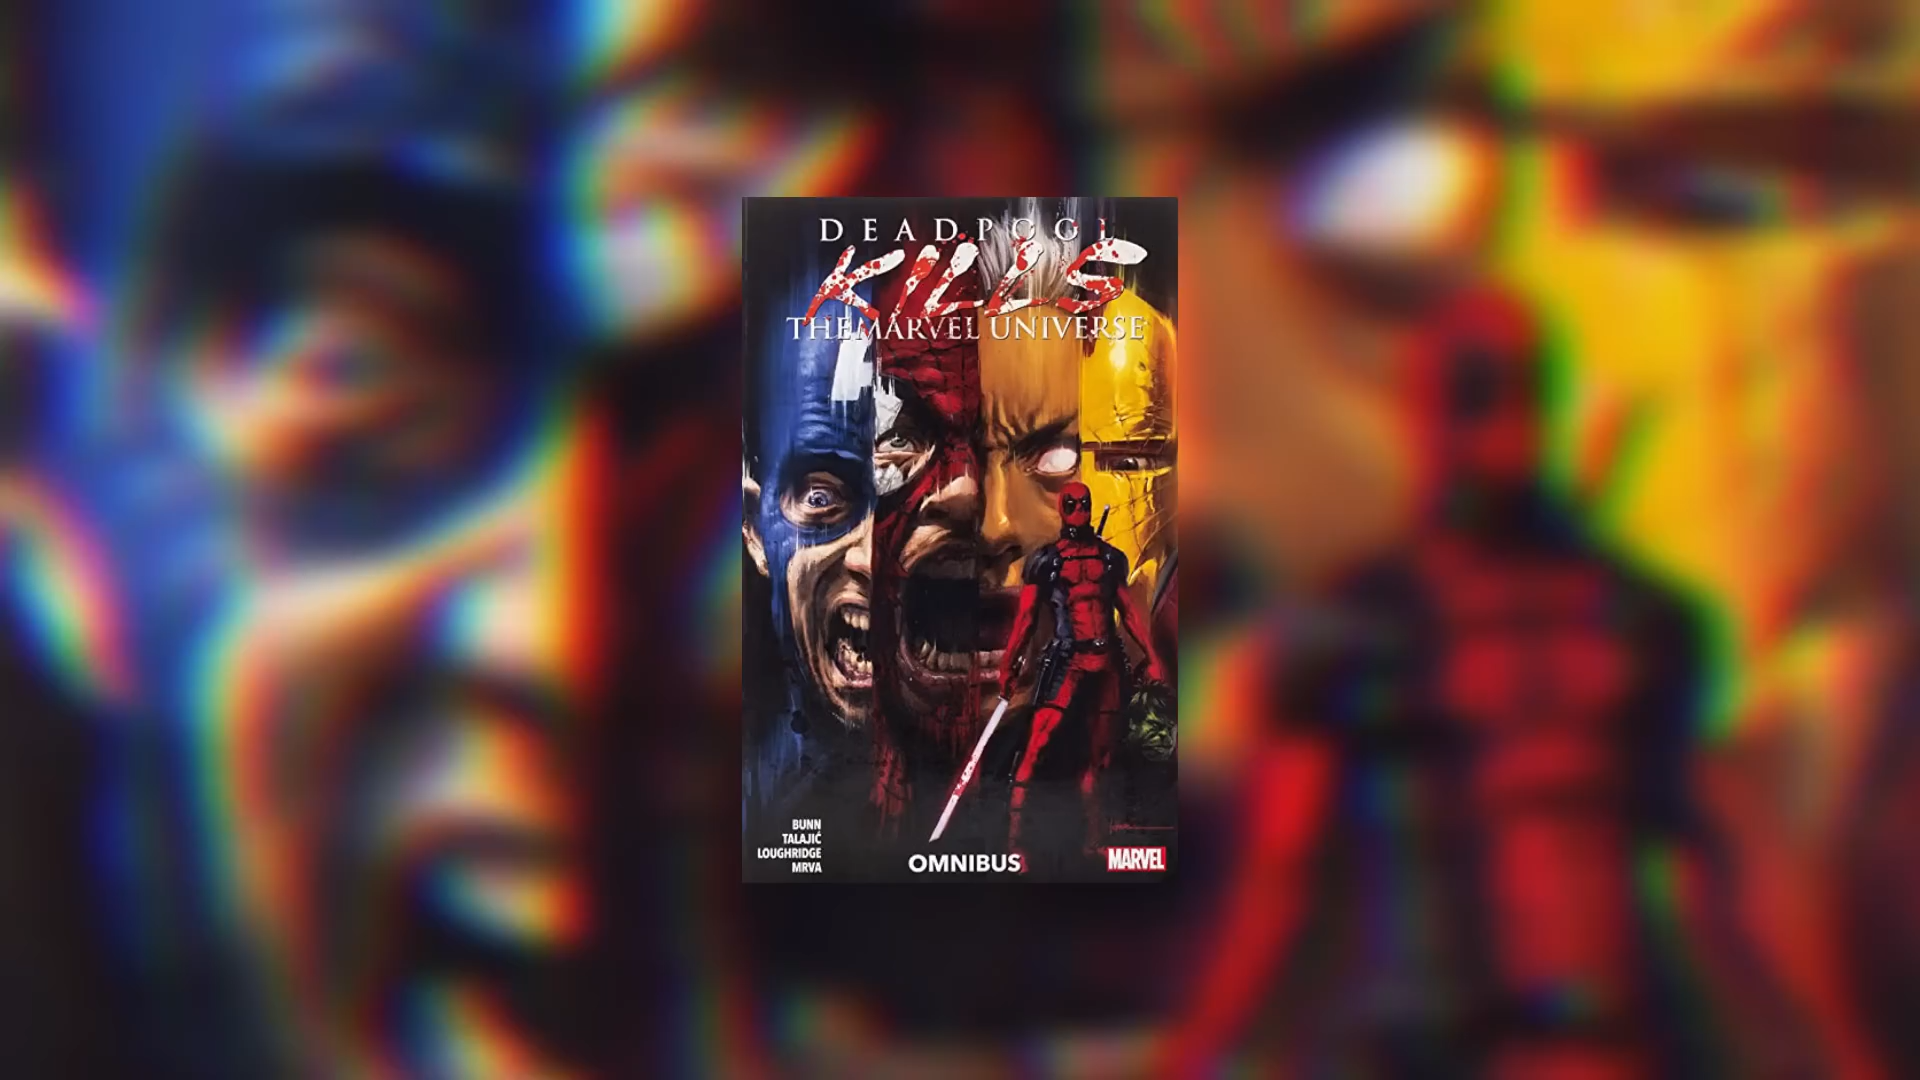 DEADPOOL
KILLS
THE MARVEL UNIVERSE
BUNN
TALAJIĆ
LOUGHRIDGE
MRVA
OMNIBUS
MARVEL